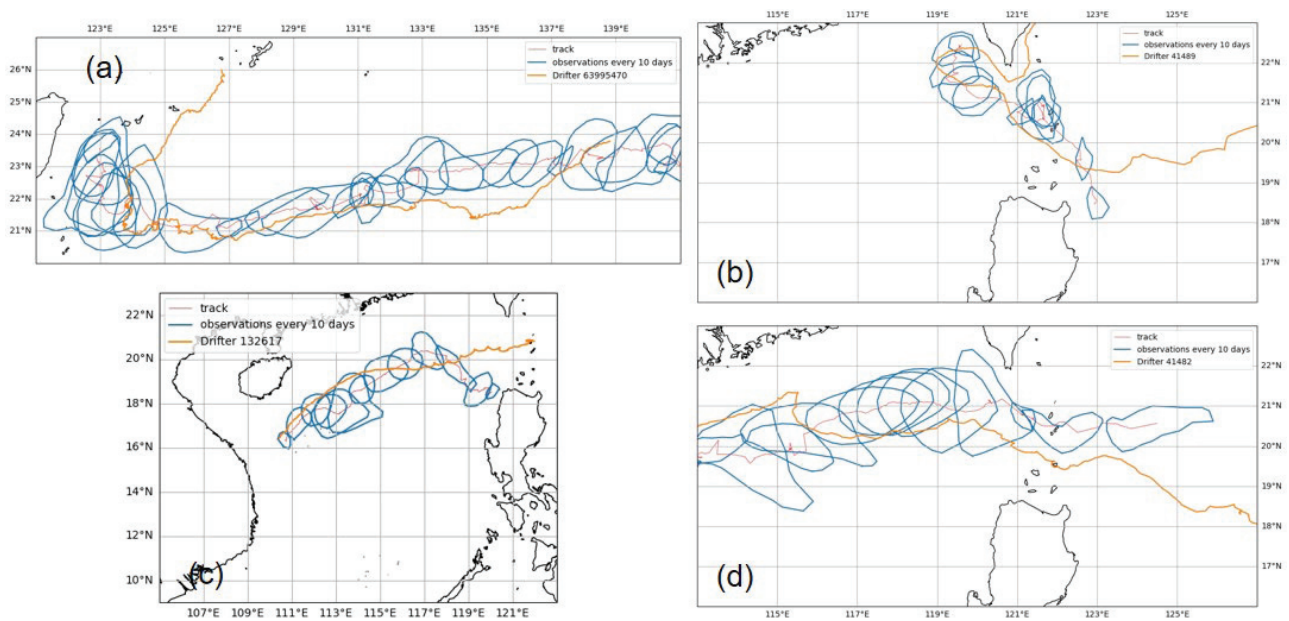 123°E 125°E 127°E 129°E 131°E 133°E 135°E 137°E 139°E
(a)
track
observations every 10 days
Drifter 63995470
26°N
25°N
24°N
23°N
22°N
21°N
115°E 117°E 119°E 121°E 123°E 125°E
track
observations every 10 days
Drifter 41489
22°N
21°N
20°N
19°N
18°N
17°N
(b)
track
observations every 10 days
Drifter 132617
22°N
20°N
18°N
16°N
14°N
12°N
10°N
(c)
107°E 109°E 111°E 113°E 115°E 117°E 119°E 121°E
track
observations every 10 days
Drifter 41482
22°N
21°N
20°N
19°N
18°N
17°N
(d)
115°E 117°E 119°E 121°E 123°E 125°E